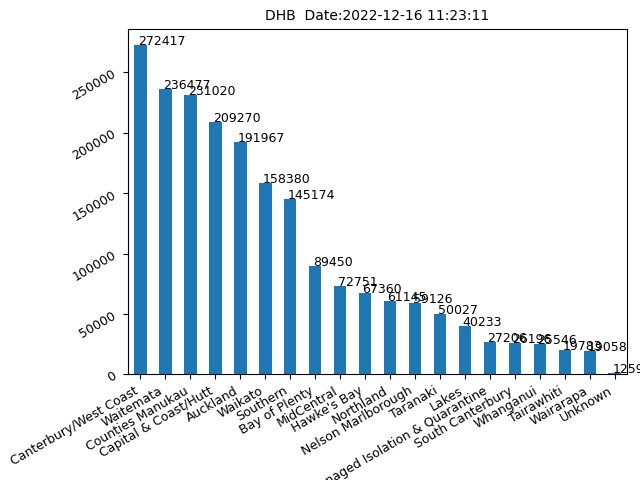 DHB  Date:2022-12-16 11:23:11
250000
200000
150000
100000
50000
0
272417
236477
231020
209270
191967
158380
145174
89450
72751
67360
61145
59126
50027
40233
27206
26196
25546
19783
19058
1259
Canterbury/West Coast
Waitemata
Counties Manukau
Capital & Coast/Hutt
Auckland
Waikato
Southern
Bay of Plenty
MidCentral
Hawke's Bay
Northland
Nelson Marlborough
Taranaki
Lakes
Isolation & Quarantine
South Canterbury
Whanganui
Tairawhiti
Wairarapa
Unknown